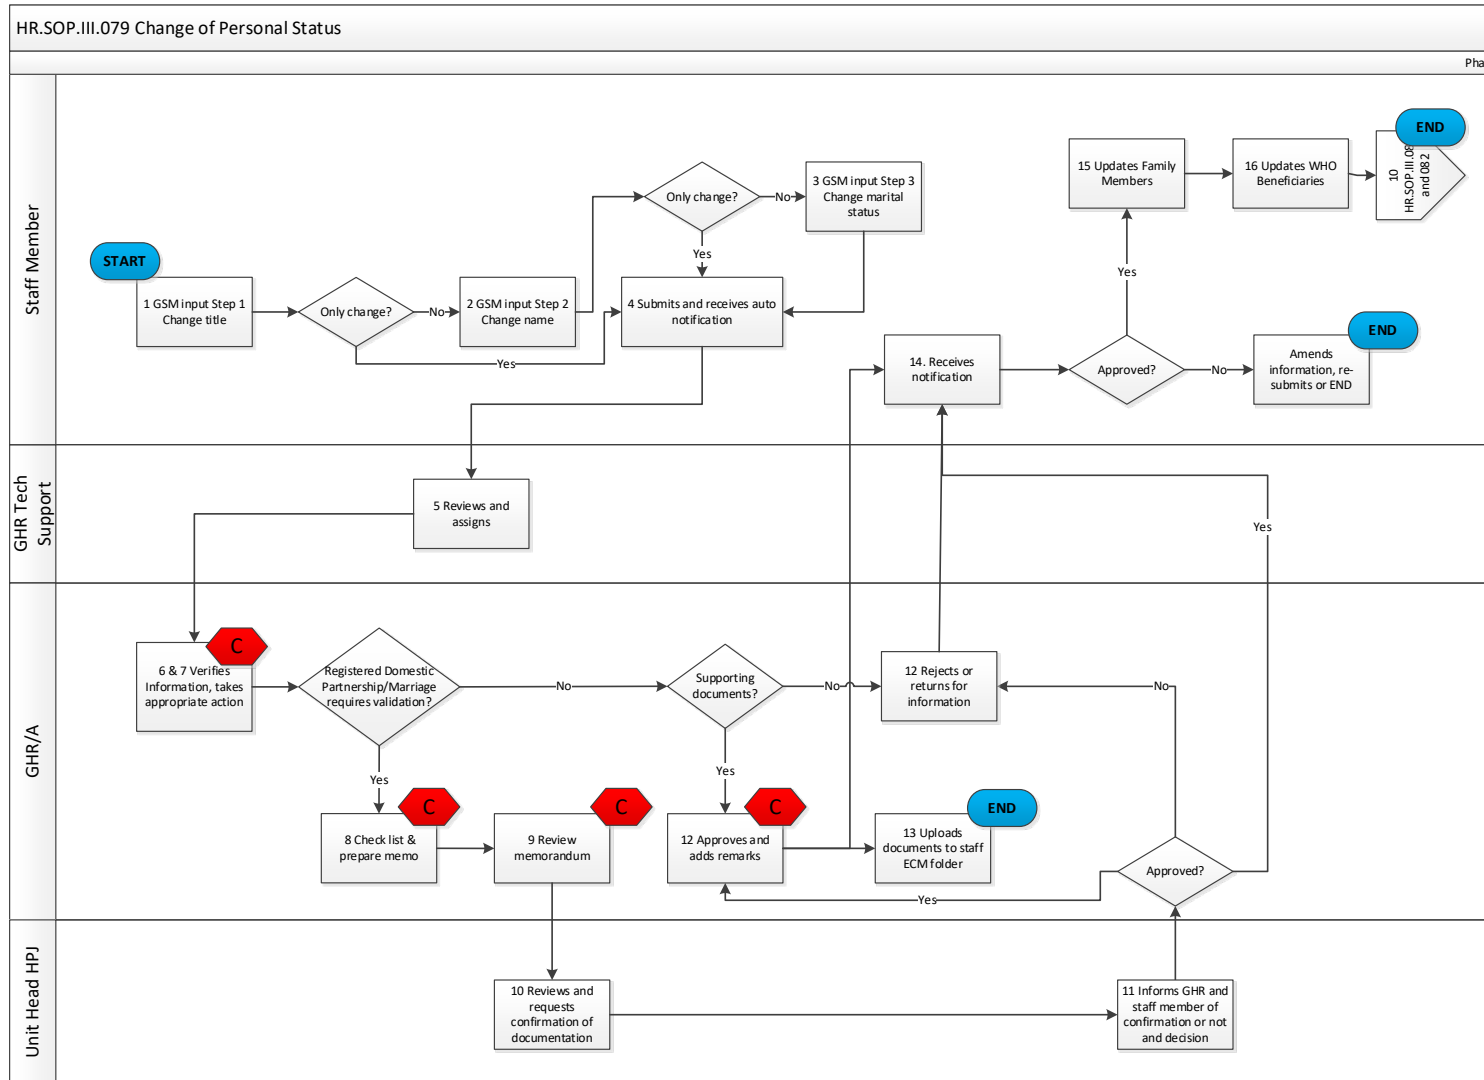 HR.SOP.III.079 Change of Personal Status
Pha
Staff Member
START
1 GSM input Step 1
Change title
Only change?
No
Yes
2 GSM input Step 2
Change name
Only change?
No
Yes
3 GSM input Step 3
Change marital
status
4 Submits and receives auto
notification
14. Receives
notification
Approved?
Yes
No
15 Updates Family
Members
16 Updates WHO
Beneficiaries
10
HR.SOP.III.08
and 082
END
Amends
information, re-
submits or END
END
GHR Tech
Support
5 Reviews and
assigns
Yes
GHR/A
C
6 & 7 Verifies
Information, takes
appropriate action
Registered Domestic
Partnership/Marriage
requires validation?
No
Yes
Supporting
documents?
No
Yes
12 Rejects or
returns for
information
No
C
8 Check list &
prepare memo
C
9 Review
memorandum
C
12 Approves and
adds remarks
END
13 Uploads
documents to staff
ECM folder
Approved?
Yes
Unit Head HPJ
10 Reviews and
requests
confirmation of
documentation
11 Informs GHR and
staff member of
confirmation or not
and decision